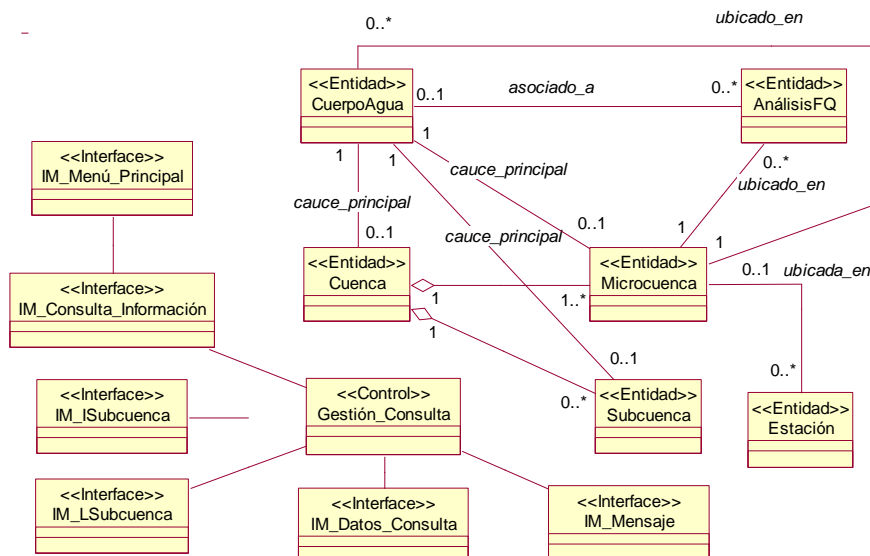 0..*
ubicado_en
<<Entidad>>
CuerpoAgua
0..1
asociado_a
0..*
<<Entidad>>
AnálisisFQ
1
1
1
0..*
cauce_principal
ubicado_en
<<Interface>>
IM_Menú_Principal
cauce_principal
0..1
cauce_principal
0..1
1
1
<<Entidad>>
Cuenca
<<Entidad>>
Microcuenca
0..1
ubicada_en
1
1..*
<<Interface>>
IM_Consulta_Información
1
0..1
0..*
0..*
<<Interface>>
IM_ISubcuenca
<<Control>>
Gestión_Consulta
<<Entidad>>
Subcuenca
<<Entidad>>
Estación
<<Interface>>
IM_LSubcuenca
<<Interface>>
IM_Datos_Consulta
<<Interface>>
IM_Mensaje